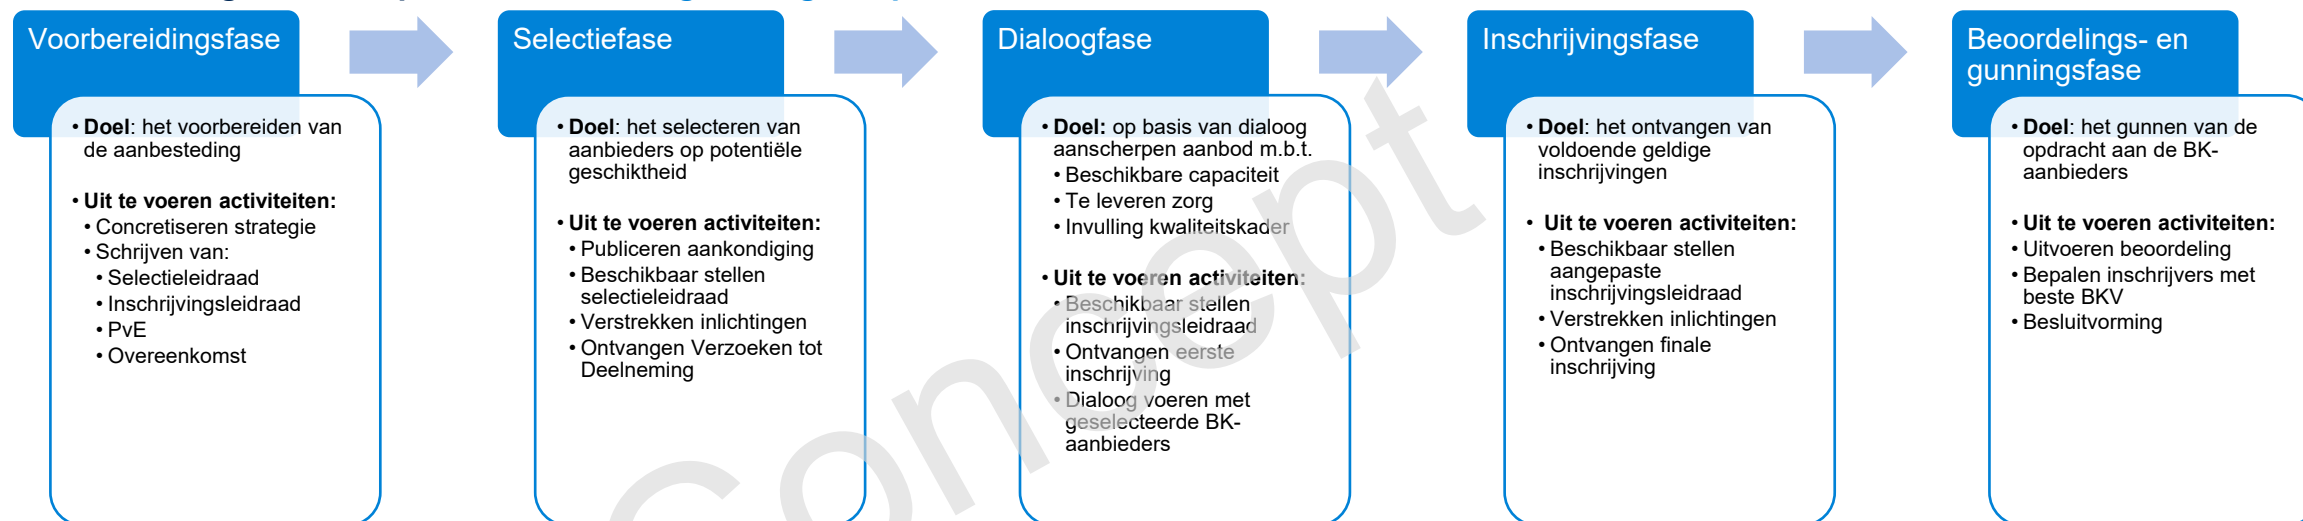 Voorbereidingsfase
• Doel: het voorbereiden van
de aanbesteding
• Uit te voeren activiteiten:
• Concretiseren strategie
• Schrijven van:
• Selectieleidraad
• Inschrijvingsleidraad
• PvE
• Overeenkomst
Selectiefase
• Doel: het selecteren van
aanbieders op potentiële
geschiktheid
• Uit te voeren activiteiten:
• Publiceren aankondiging
• Beschikbaar stellen
selectieleidraad
• Verstrekken inlichtingen
• Ontvangen Verzoeken tot
Deelneming
Dialoogfase
• Doel: op basis van dialoog
aanscherpen aanbod m.b.t.
• Beschikbare capaciteit
• Te leveren zorg
• Invulling kwaliteitskader
• Uit te voeren activiteiten:
• Beschikbaar stellen
inschrijvingsleidraad
• Ontvangen eerste
inschrijving
• Dialoog voeren met
geselecteerde BK-
aanbieders
Inschrijvingsfase
• Doel: het ontvangen van
voldoende geldige
inschrijvingen
• Uit te voeren activiteiten:
• Beschikbaar stellen
aangepaste
inschrijvingsleidraad
• Verstrekken inlichtingen
• Ontvangen finale
inschrijving
Beoordelings- en
gunningsfase
• Doel: het gunnen van de
opdracht aan de BK-
aanbieders
• Uit te voeren activiteiten:
• Uitvoeren beoordeling
• Bepalen inschrijvers met
beste BKV
• Besluitvorming
Concept